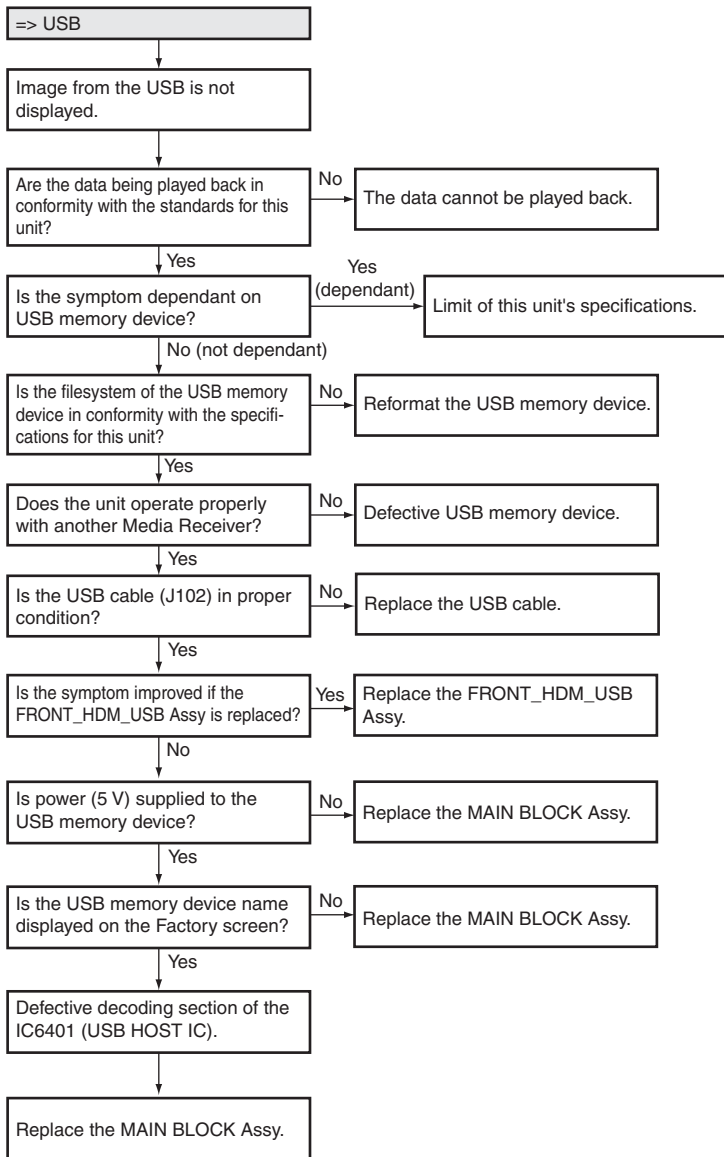 => USB
Image from the USB is not
displayed.
Are the data being played back in
conformity with the standards for this
unit?
No
The data cannot be played back.
Yes
Is the symptom dependant on
USB memory device?
Yes
(dependant)
Limit of this unit's specifications.
No (not dependant)
Is the filesystem of the USB memory
device in conformity with the specifi-
cations for this unit?
No
Reformat the USB memory device.
Yes
Does the unit operate properly
with another Media Receiver?
No
Defective USB memory device.
Yes
Is the USB cable (J102) in proper
condition?
No
Replace the USB cable.
Yes
Is the symptom improved if the
FRONT_HDM_USB Assy is replaced?
Yes
Replace the FRONT_HDM_USB
Assy.
No
Is power (5 V) supplied to the
USB memory device?
No
Replace the MAIN BLOCK Assy.
Yes
Is the USB memory device name
displayed on the Factory screen?
No
Replace the MAIN BLOCK Assy.
Yes
Defective decoding section of the
IC6401 (USB HOST IC).
Replace the MAIN BLOCK Assy.